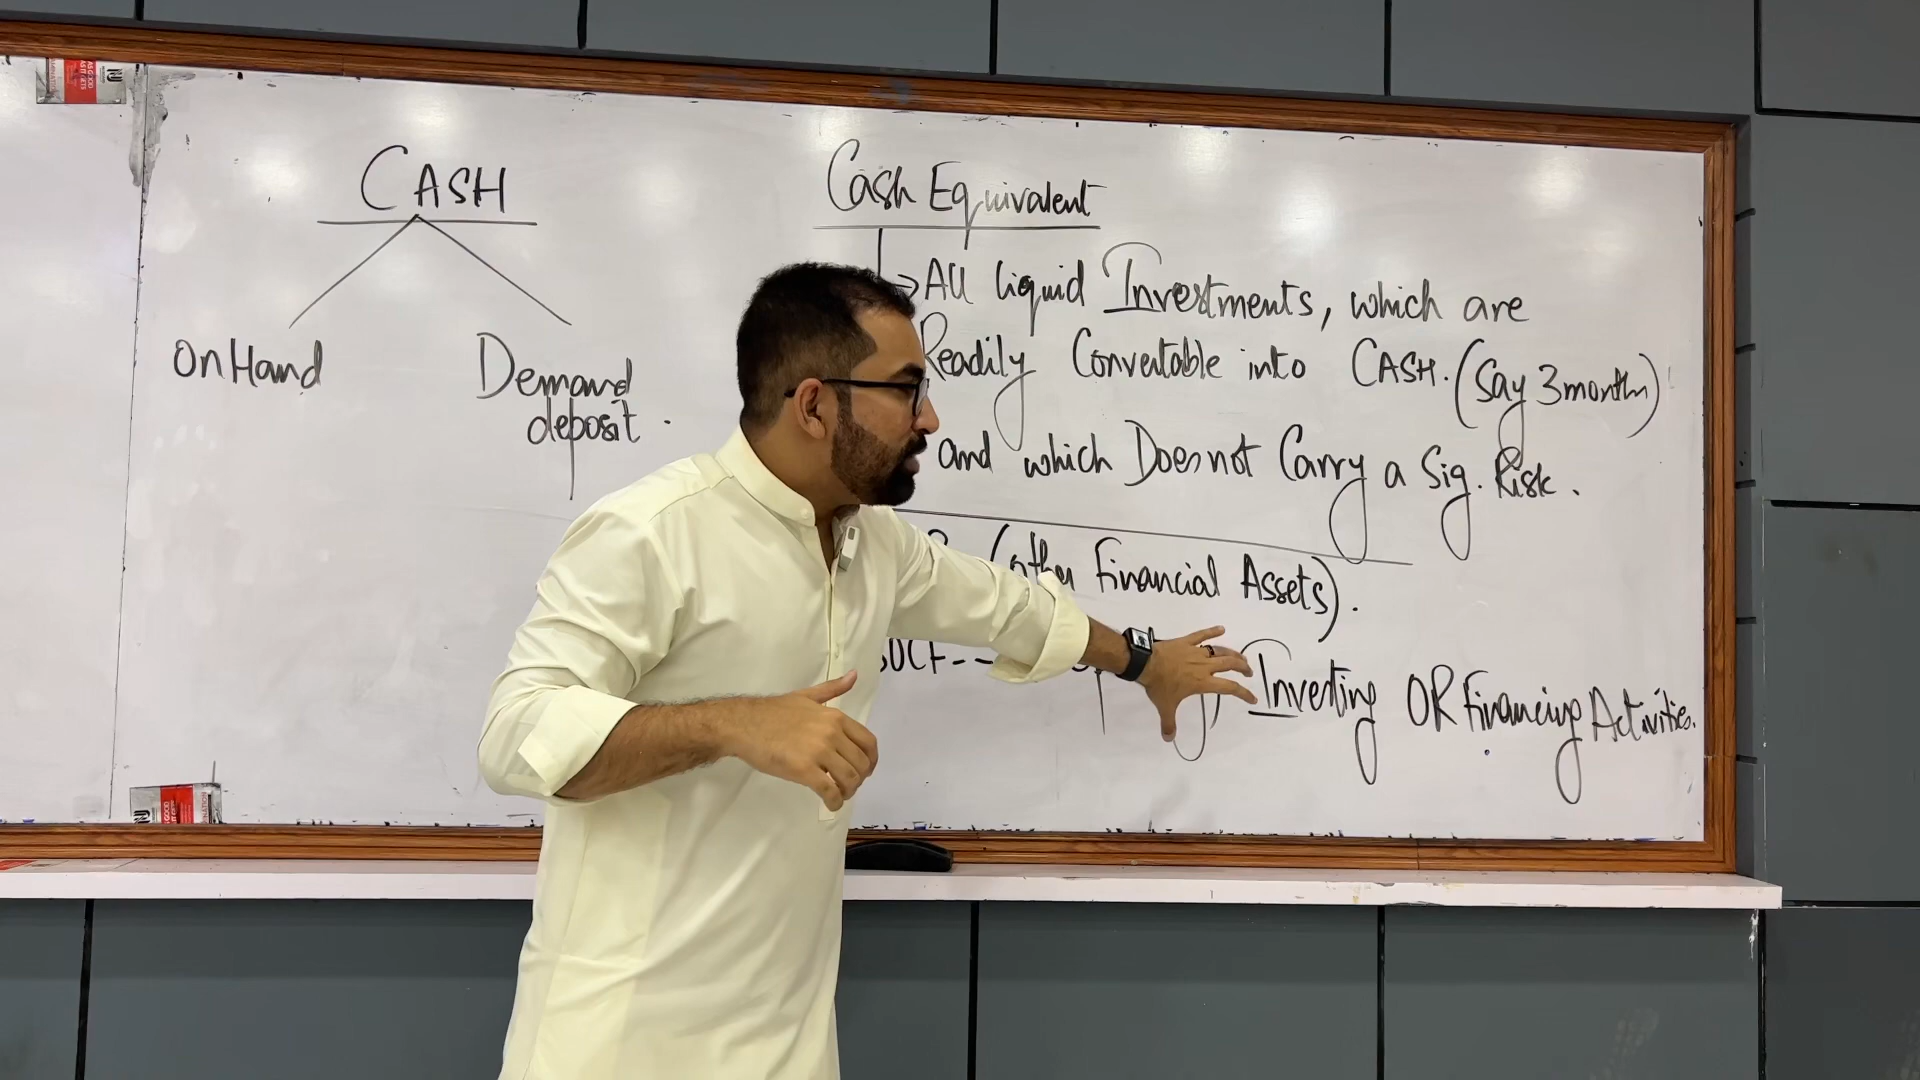 CASH
on Hand
Demand
deposit.
Cash Equivalent
→ All liquid Investments, which are
Readily Convertable into CASH. (Say 3 month)
and which Does not Carry a Sig. Risk.
(other Financial Assets).
Investing OR Financing Activities.